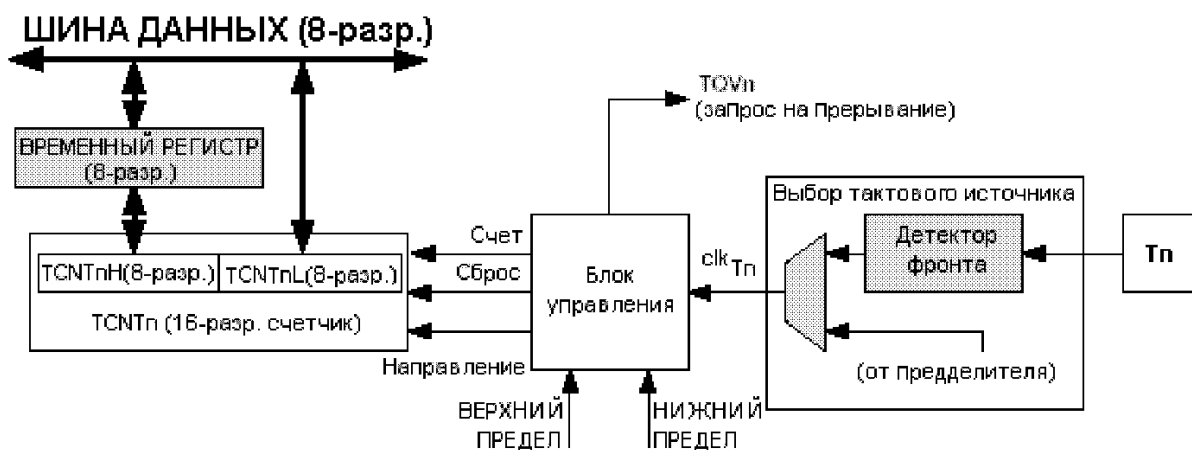 ШИНА ДАННЫХ (8-разр.)
TOVn
(запрос на прерывание)
ВРЕМЕННЫЙ РЕГИСТР
(8-разр.)
Выбор тактового источника
Счет
Детектор
фронта
Tn
TCNTnH(8-разр.)
TCNTnL(8-разр.)
Сброс
Блок
управления
clk Tn
TCNTn (16-разр. счетчик)
Направление
(от предделителя)
ВЕРХНИЙ
ПРЕДЕЛ
НИЖНИЙ
ПРЕДЕЛ